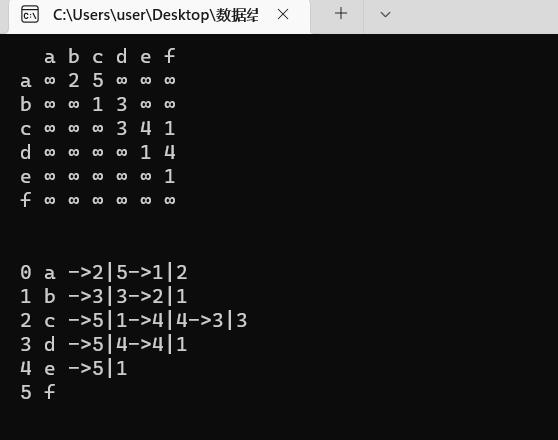 C:\Users\user\Desktop\数据结
a b c d e f
a ∞ 2 5 ∞ ∞ ∞
b ∞ ∞ 1 3 ∞ ∞
c ∞ ∞ ∞ 3 4 1
d ∞ ∞ ∞ ∞ 1 4
e ∞ ∞ ∞ ∞ ∞ 1
f ∞ ∞ ∞ ∞ ∞ ∞
0 a ->2|5->1|2
1 b ->3|3->2|1
2 c ->5|1->4|4->3|3
3 d ->5|4->4|1
4 e ->5|1
5 f